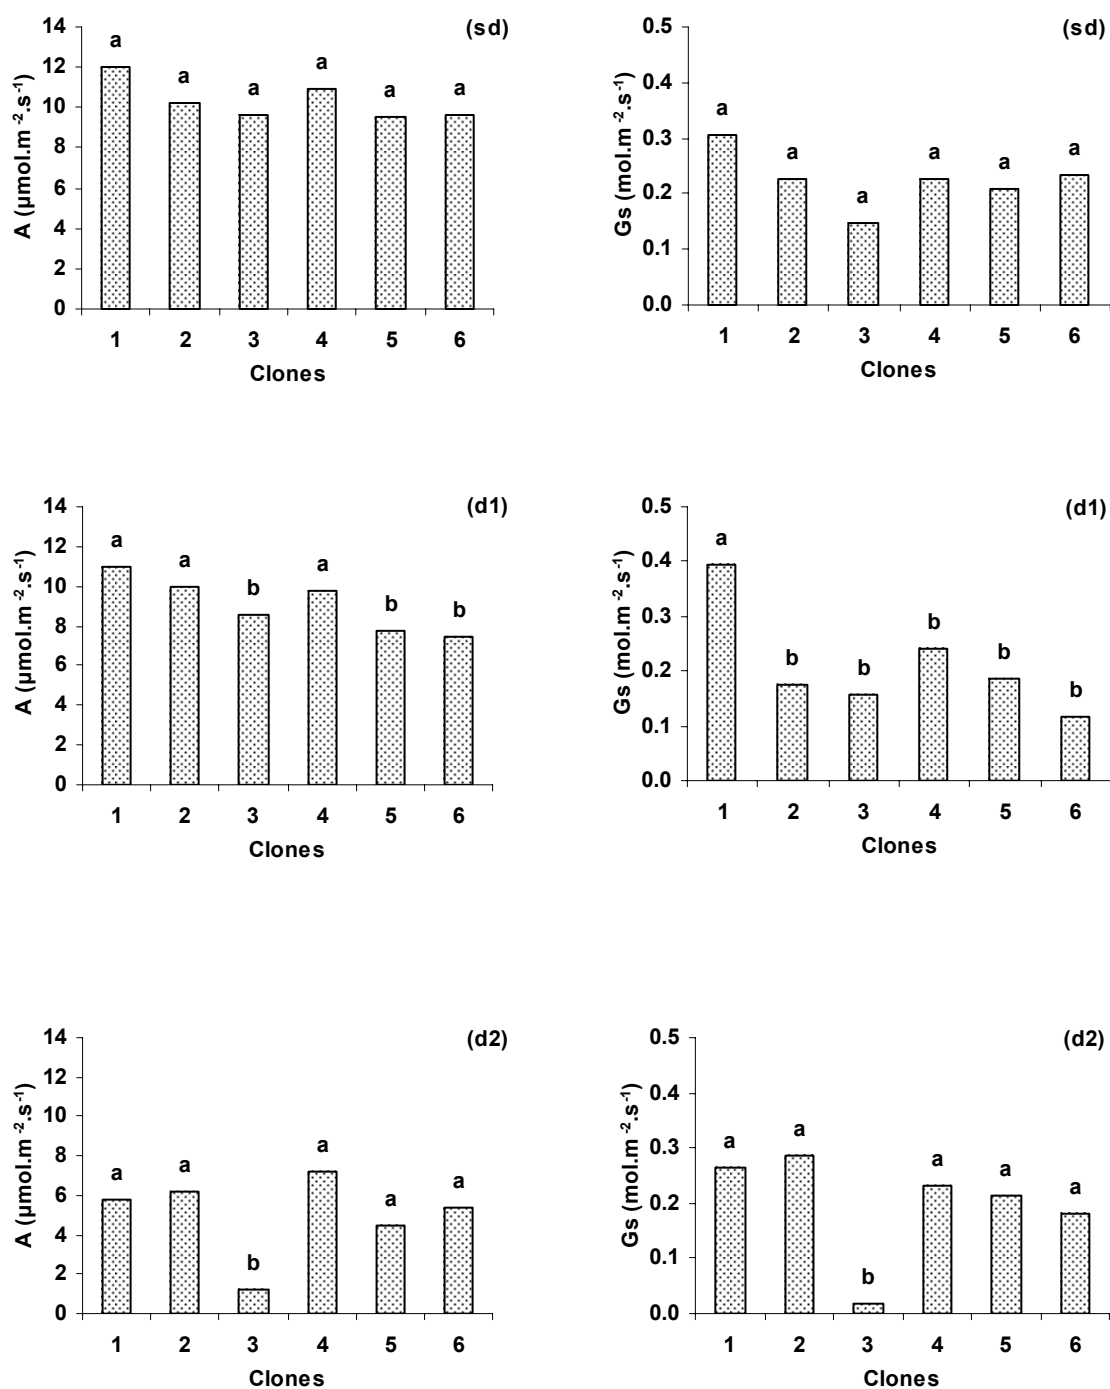 (sd)
A (µmol.m⁻².s⁻¹)
14
12
10
8
6
4
2
0
a a a a a a
1 2 3 4 5 6
Clones
(sd)
Gs (mol.m⁻².s⁻¹)
0.5
0.4
0.3
0.2
0.1
0.0
a a a a a a
1 2 3 4 5 6
Clones
(d1)
A (µmol.m⁻².s⁻¹)
14
12
10
8
6
4
2
0
a a b a b b
1 2 3 4 5 6
Clones
(d1)
Gs (mol.m⁻².s⁻¹)
0.5
0.4
0.3
0.2
0.1
0.0
a b b b b b
1 2 3 4 5 6
Clones
(d2)
A (µmol.m⁻².s⁻¹)
14
12
10
8
6
4
2
0
a a b a a a
1 2 3 4 5 6
Clones
(d2)
Gs (mol.m⁻².s⁻¹)
0.5
0.4
0.3
0.2
0.1
0.0
a a b a a a
1 2 3 4 5 6
Clones